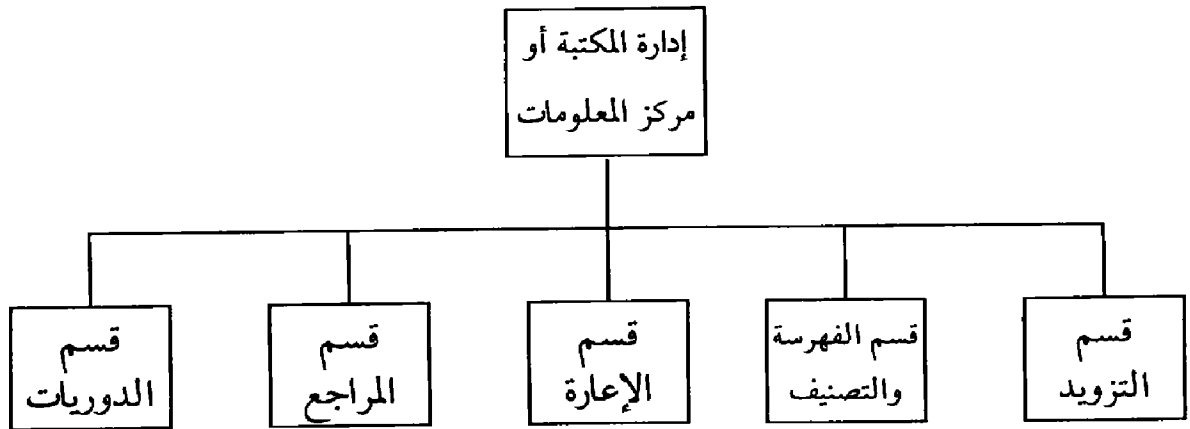 إدارة المكتبة أو
مركز المعلومات
قسم
التزويد
قسم الفهرسة
والتصنيف
قسم
الإعارة
قسم
المراجع
قسم
الدوريات